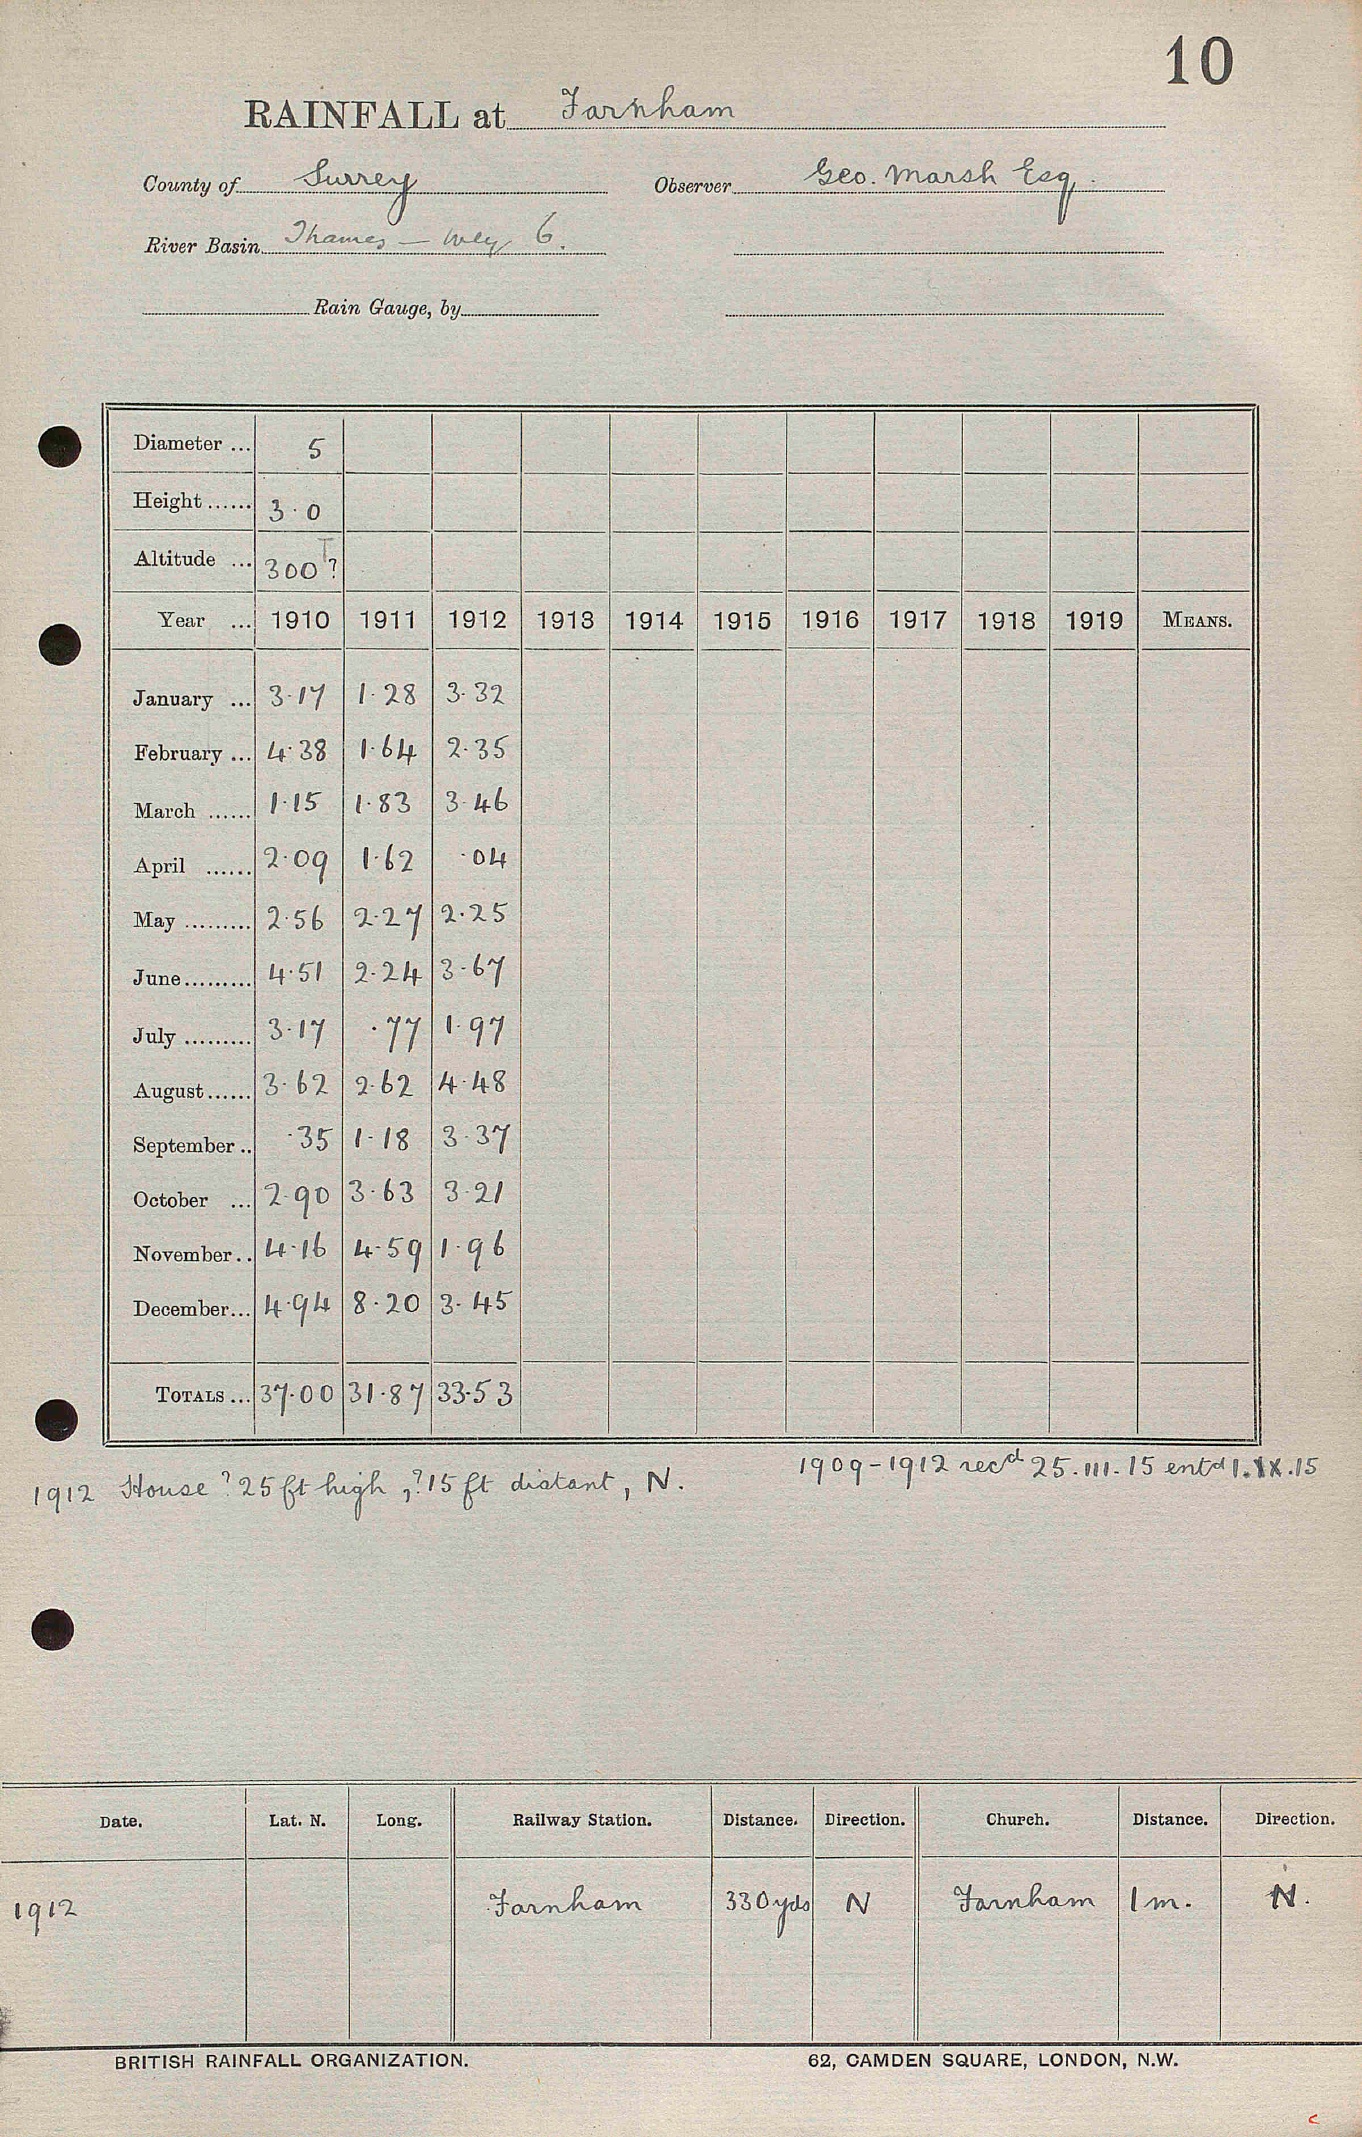 10
RAINFALL at Farnham
County of Surrey Observer Geo. Marsh Esq.
River Basin Thames — Wey 6.
Rain Gauge, by
Diameter ... 5
Height ...... 3.0
Altitude ... 300 T ?
Year ... 1910 1911 1912 1913 1914 1915 1916 1917 1918 1919 MEANS.
January ... 3.17 1.28 3.32
February ... 4.38 1.64 2.35
March ...... 1.15 1.83 3.46
April ...... 2.09 1.62 .04
May ......... 2.56 2.27 2.25
June......... 4.51 2.24 3.67
July ......... 3.17 .77 1.97
August...... 3.62 2.62 4.48
September .. .35 1.18 3.37
October ... 2.90 3.63 3.21
November.. 4.16 4.59 1.96
December... 4.94 8.20 3.45
TOTALS ... 37.00 31.87 33.53
1909-1912 recd 25.III.15 entd 1.IX.15
1912 House ? 25 ft high, ? 15 ft distant, N.
Date. Lat. N. Long. Railway Station. Distance. Direction. Church. Distance. Direction.
1912 Farnham 330 yds N Farnham 1 m. N.
BRITISH RAINFALL ORGANIZATION. 62, CAMDEN SQUARE, LONDON, N.W.
c